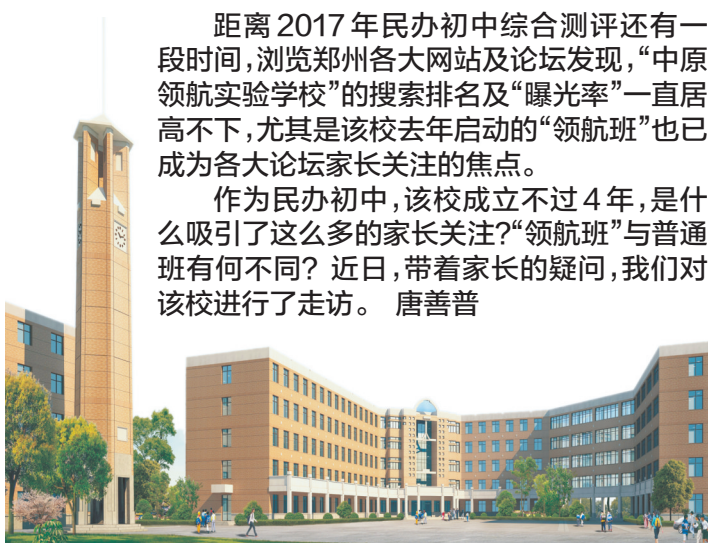 距离2017年民办初中综合测评还有一
段时间,浏览郑州各大网站及论坛发现,“中原
领航实验学校”的搜索排名及“曝光率”一直居
高不下,尤其是该校去年启动的“领航班”也已
成为各大论坛家长关注的焦点。
作为民办初中,该校成立不过4年,是什
么吸引了这么多的家长关注?“领航班”与普通
班有何不同? 近日,带着家长的疑问,我们对
该校进行了走访。 唐善普